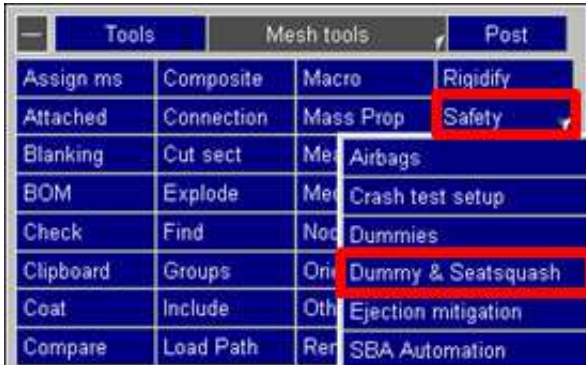 Tools Mesh tools Post
Assign ms Composite Macro Rigidify
Attached Connection Mass Prop Safety
Blanking Cut sect Airbags
BOM Explode Crash test setup
Check Find Dummies
Clipboard Groups Dummy & Seatsquash
Coat Include Ejection mitigation
Compare Load Path SBA Automation